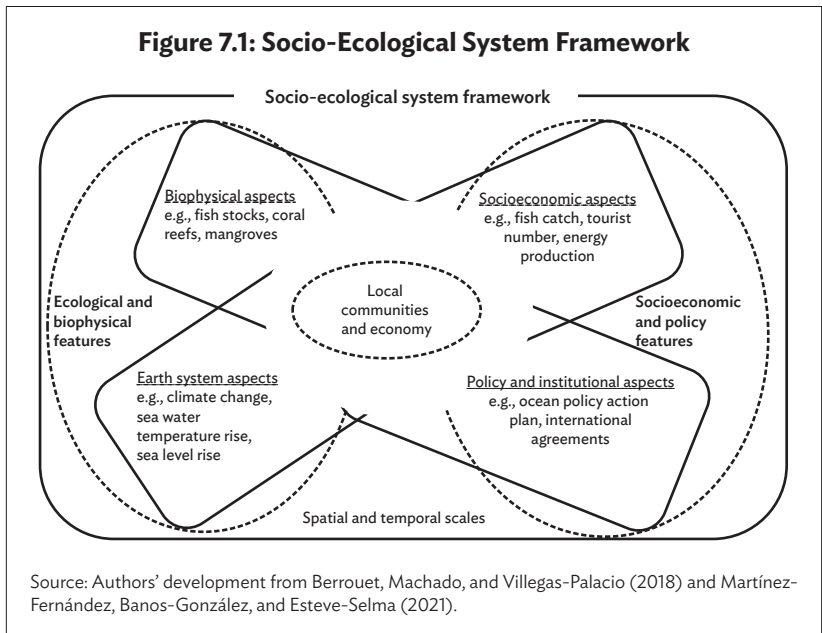 Figure 7.1: Socio-Ecological System Framework
Socio-ecological system framework
Biophysical aspects
e.g., fish stocks, coral
reefs, mangroves
Socioeconomic aspects
e.g., fish catch, tourist
number, energy
production
Ecological and
biophysical
features
Local
communities
and economy
Socioeconomic
and policy
features
Earth system aspects
e.g., climate change,
sea water
temperature rise,
sea level rise
Policy and institutional aspects
e.g., ocean policy action
plan, international
agreements
Spatial and temporal scales
Source: Authors’ development from Berrouet, Machado, and Villegas-Palacio (2018) and Martínez-
Fernández, Banos-González, and Esteve-Selma (2021).